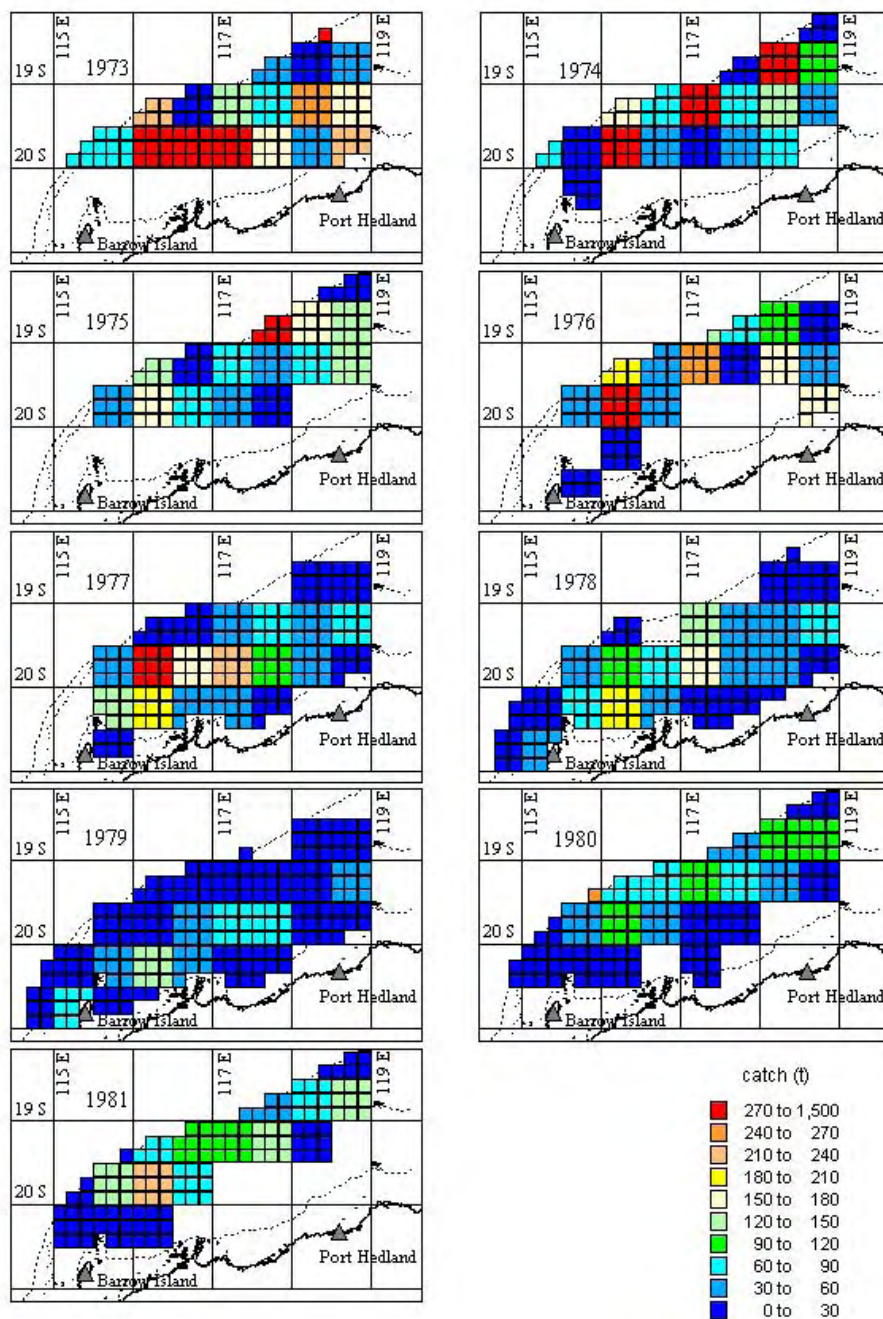 115 E
117 E
119 E
19 S
1973
20 S
Barrow Island
Port Hedland
115 E
117 E
119 E
19 S
1974
20 S
Barrow Island
Port Hedland
115 E
117 E
119 E
19 S
1975
20 S
Barrow Island
Port Hedland
115 E
117 E
119 E
19 S
1976
20 S
Barrow Island
Port Hedland
115 E
117 E
119 E
19 S
1977
20 S
Barrow Island
Port Hedland
115 E
117 E
119 E
19 S
1978
20 S
Barrow Island
Port Hedland
115 E
117 E
119 E
19 S
1979
20 S
Barrow Island
Port Hedland
115 E
117 E
119 E
19 S
1980
20 S
Barrow Island
Port Hedland
115 E
117 E
119 E
19 S
1981
20 S
Barrow Island
Port Hedland
catch (t)
270 to 1,500
240 to 270
210 to 240
180 to 210
150 to 180
120 to 150
90 to 120
60 to 90
30 to 60
0 to 30